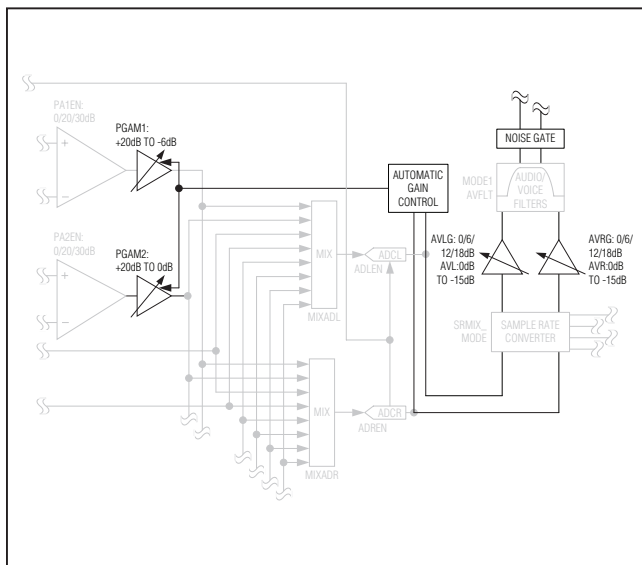 PA1EN:
0/20/30dB
PGAM1:
+20dB TO -6dB
+
-
PA2EN:
0/20/30dB
PGAM2:
+20dB TO 0dB
+
-
AUTOMATIC
GAIN
CONTROL
NOISE GATE
MODE1
AVFLT
AUDIO/
VOICE
FILTERS
AVLG: 0/6/
12/18dB
AVL:0dB
TO -15dB
AVRG: 0/6/
12/18dB
AVR:0dB
TO -15dB
MIX
MIXADL
ADCL
ADLEN
SRMIX_
MODE
SAMPLE RATE
CONVERTER
MIX
MIXADR
ADCR
ADREN